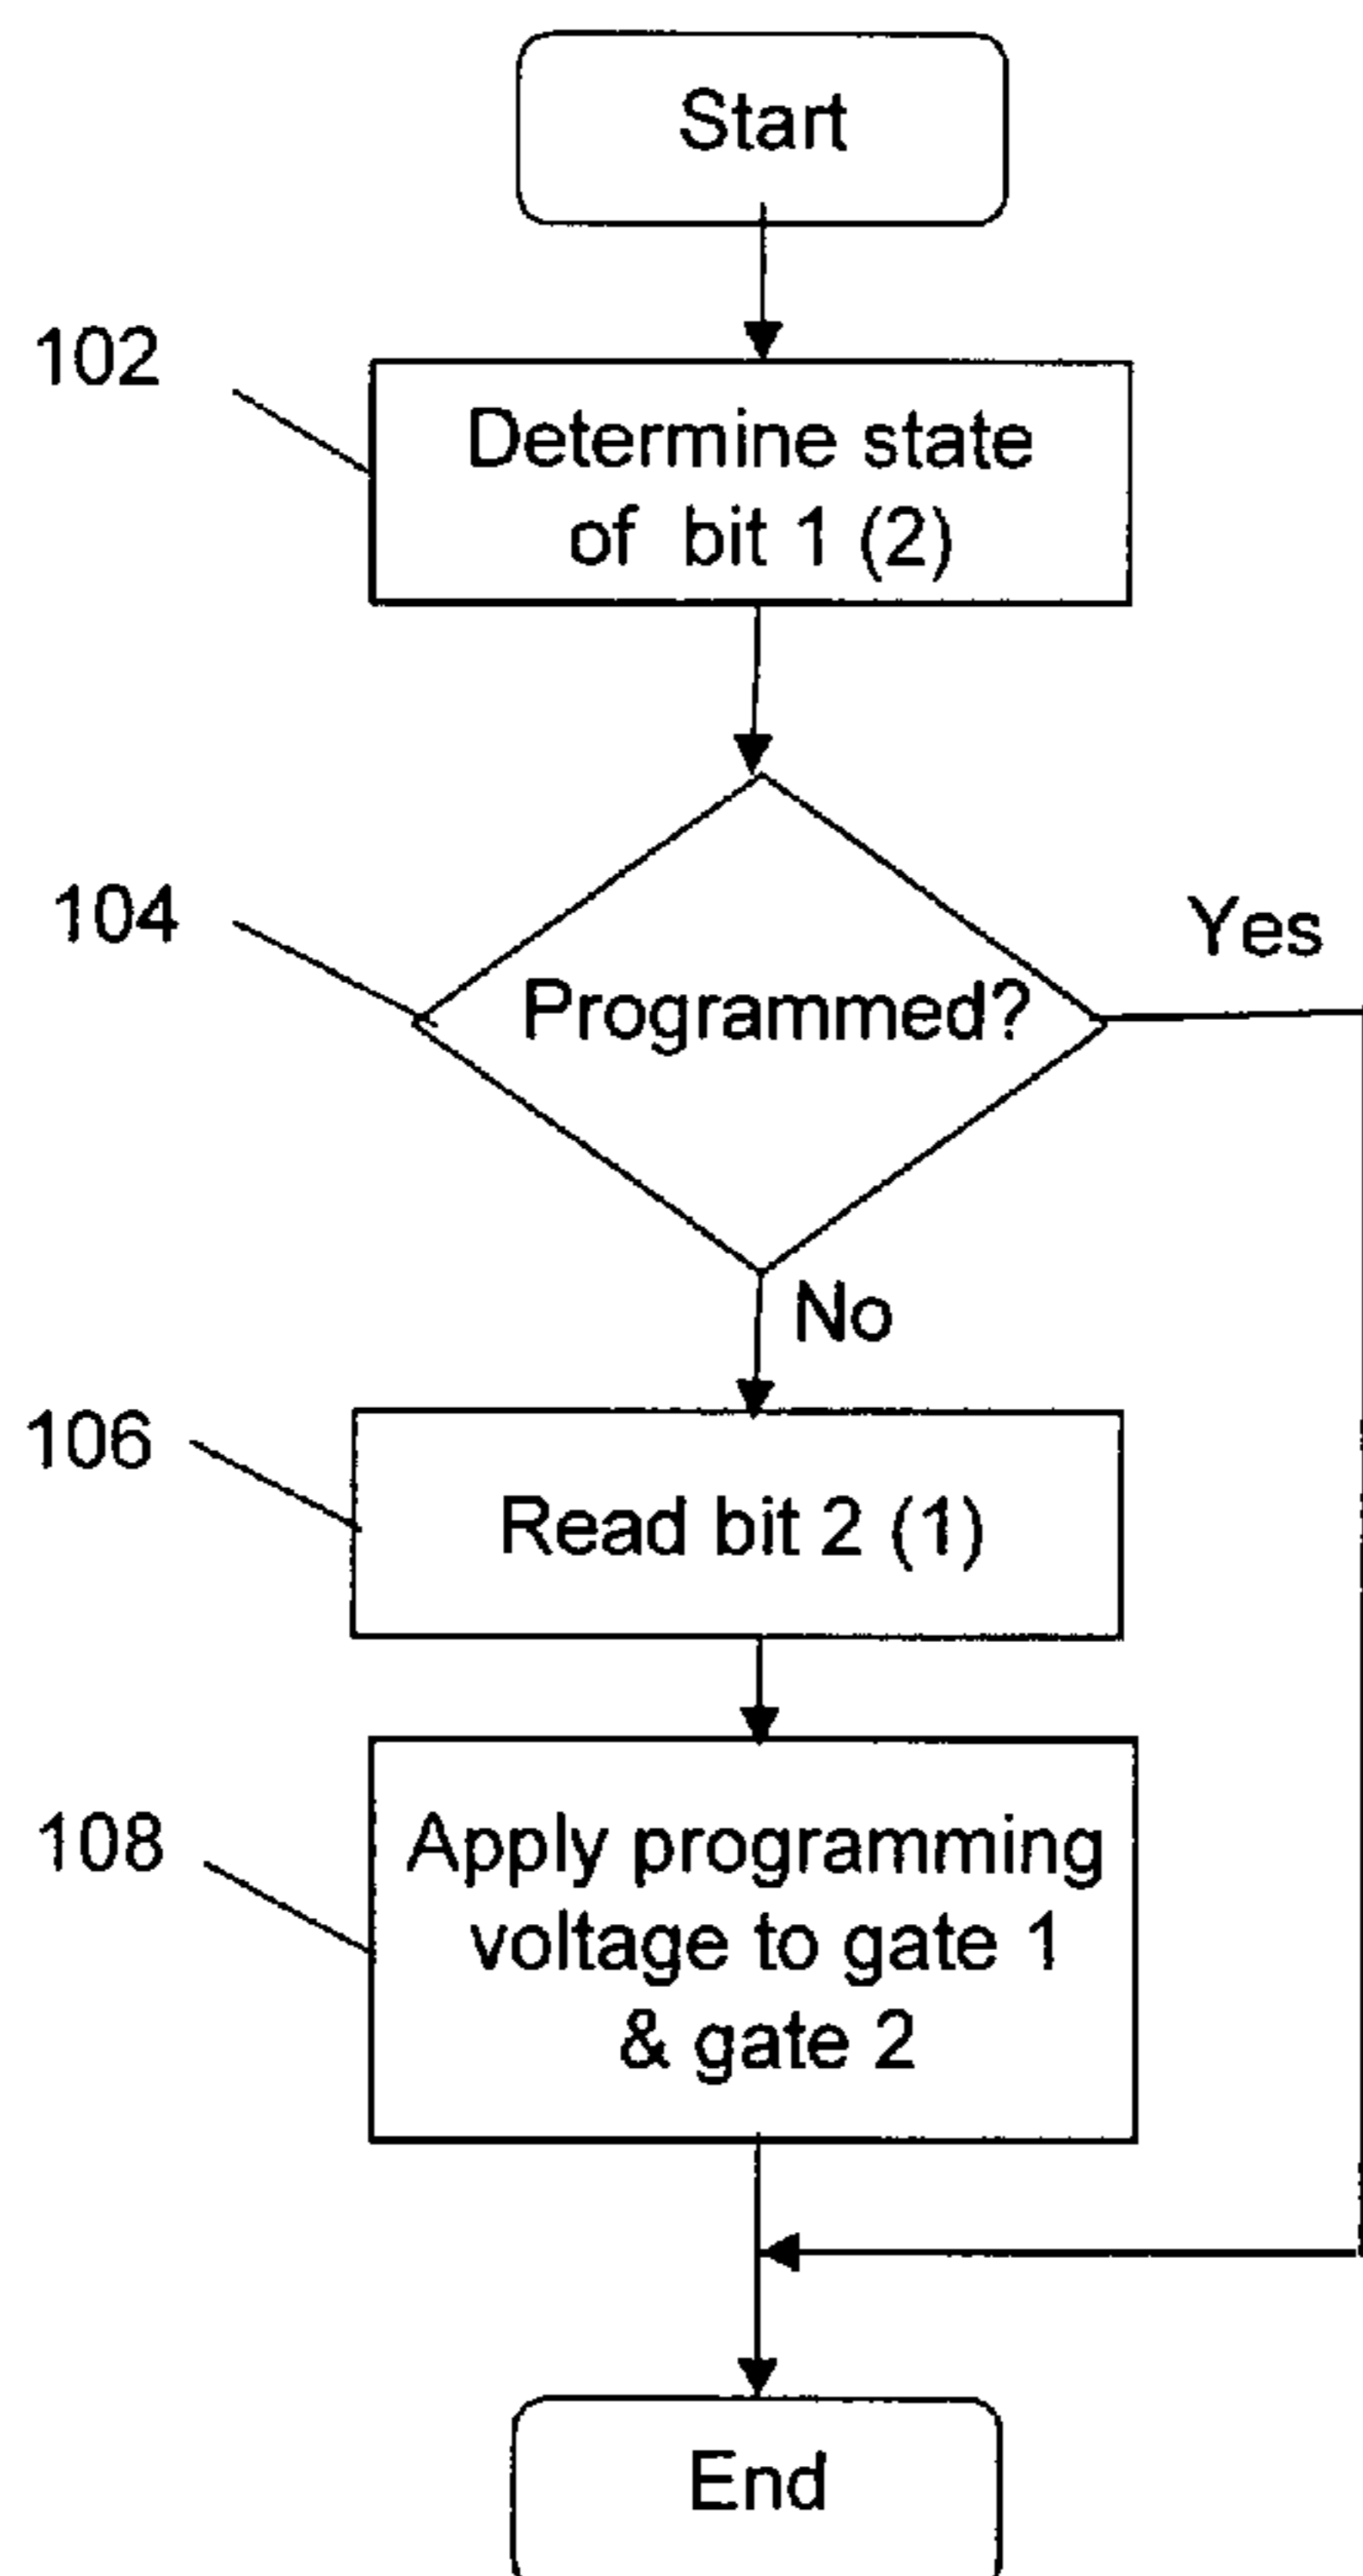 Start
102
Determine state
of bit 1 (2)
104
Programmed?
Yes
No
106
Read bit 2 (1)
108
Apply programming
voltage to gate 1
& gate 2
End